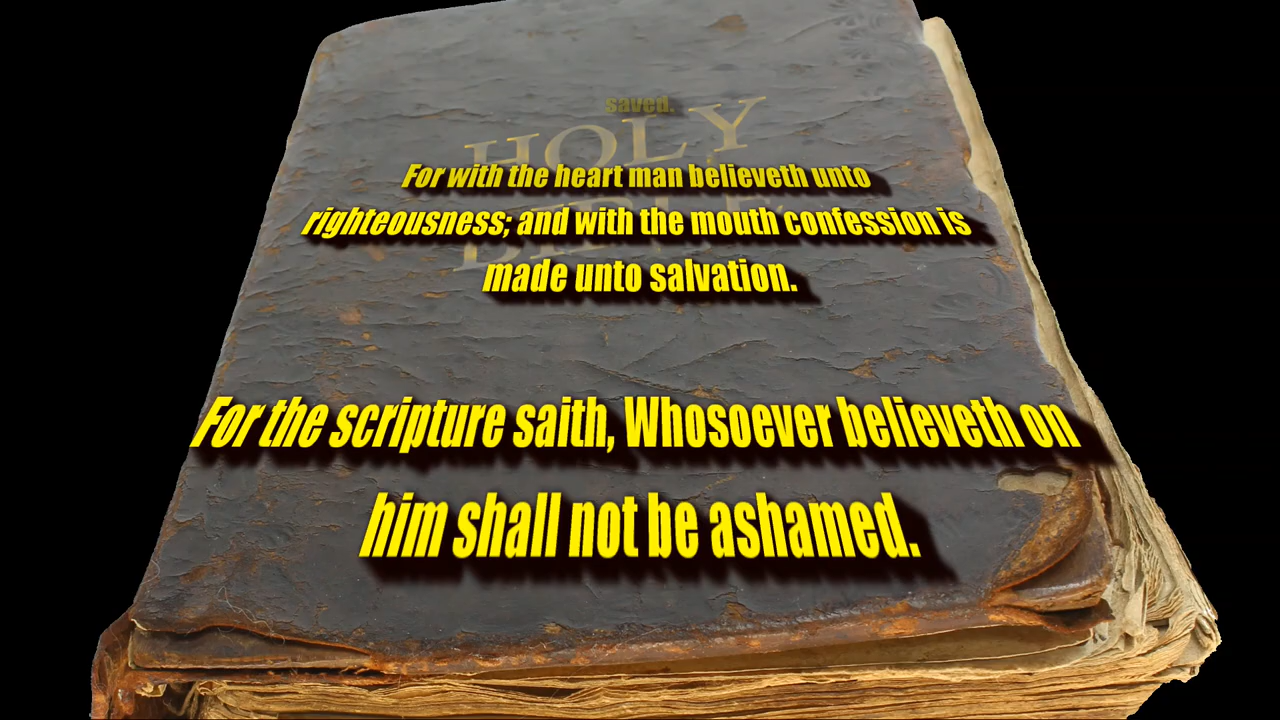 saved.
HOLY
For with the heart man believeth unto
righteousness; and with the mouth confession is
BIBLE
made unto salvation.
For the scripture saith, Whosoever believeth on
him shall not be ashamed.